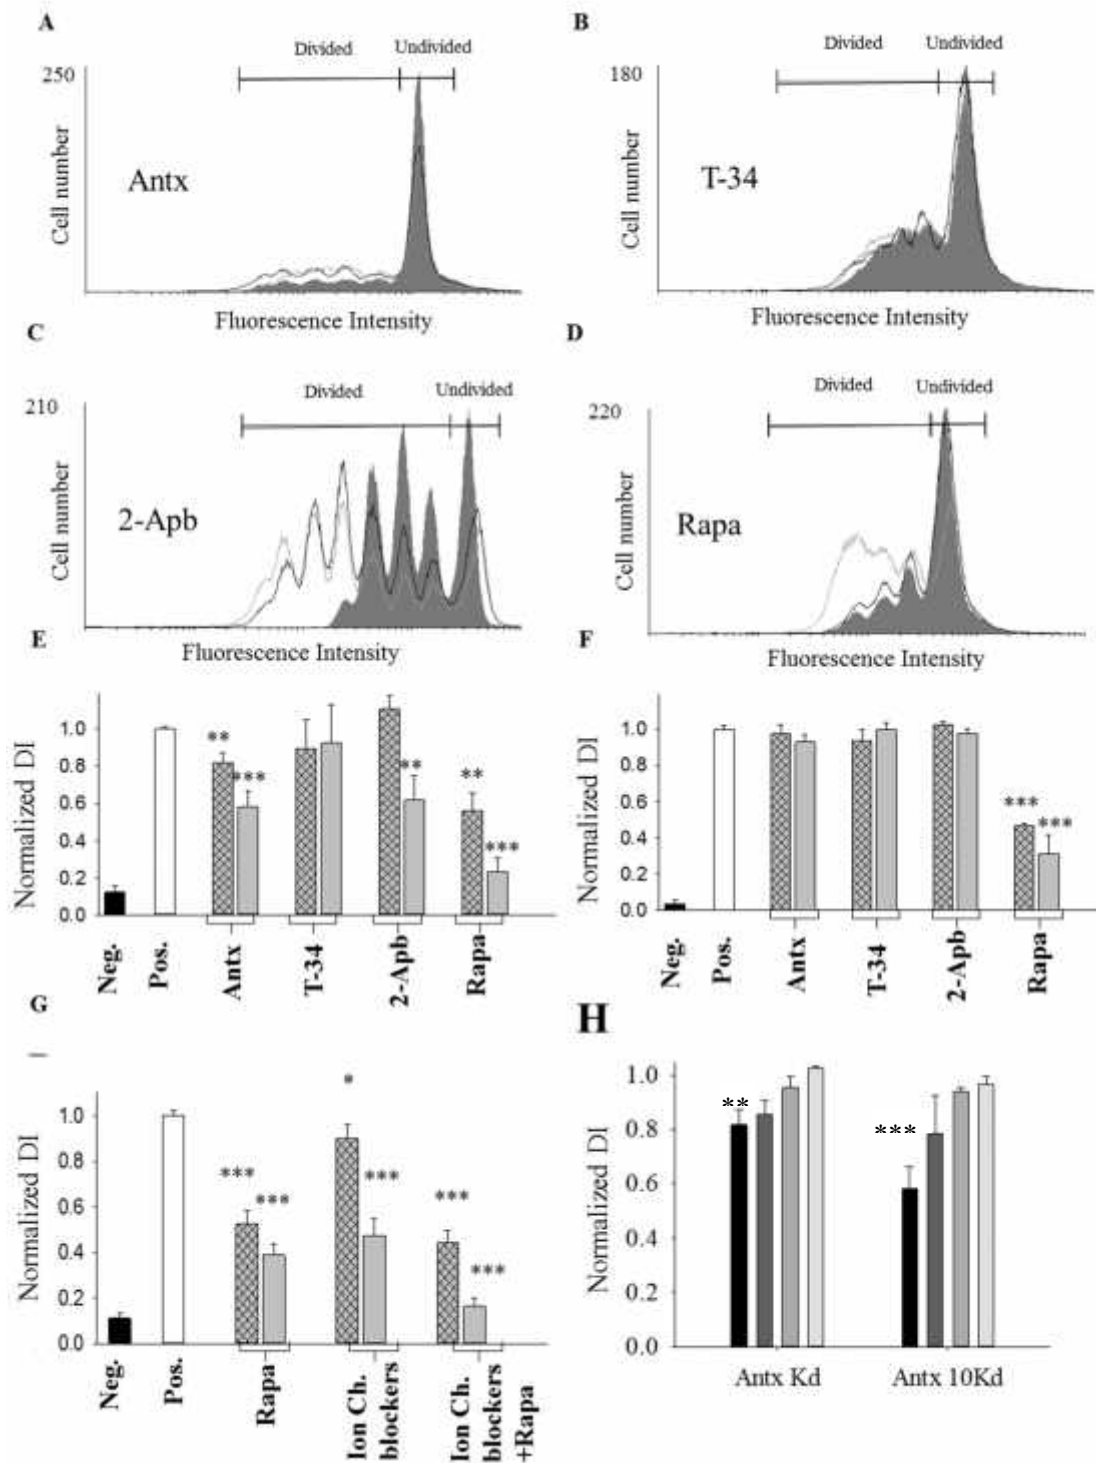 A
Divided
Undivided
250
Antx
Cell number
Fluorescence Intensity
B
Divided
Undivided
180
T-34
Cell number
Fluorescence Intensity
C
Divided
Undivided
210
2-Apb
Cell number
Fluorescence Intensity
D
Divided
Undivided
220
Rapa
Cell number
Fluorescence Intensity
E
Normalized DI
1.0
0.8
0.6
0.4
0.2
0.0
**
***
**
**
***
Neg.
Pos.
Antx
T-34
2-Apb
Rapa
F
Normalized DI
1.0
0.8
0.6
0.4
0.2
0.0
***
***
Neg.
Pos.
Antx
T-34
2-Apb
Rapa
G
Normalized DI
1.0
0.8
0.6
0.4
0.2
0.0
***
***
*
***
***
***
Neg.
Pos.
Rapa
Ion Ch.
blockers
Ion Ch.
blockers
+Rapa
H
Normalized DI
1.0
0.8
0.6
0.4
0.2
0.0
**
***
Antx Kd
Antx 10Kd